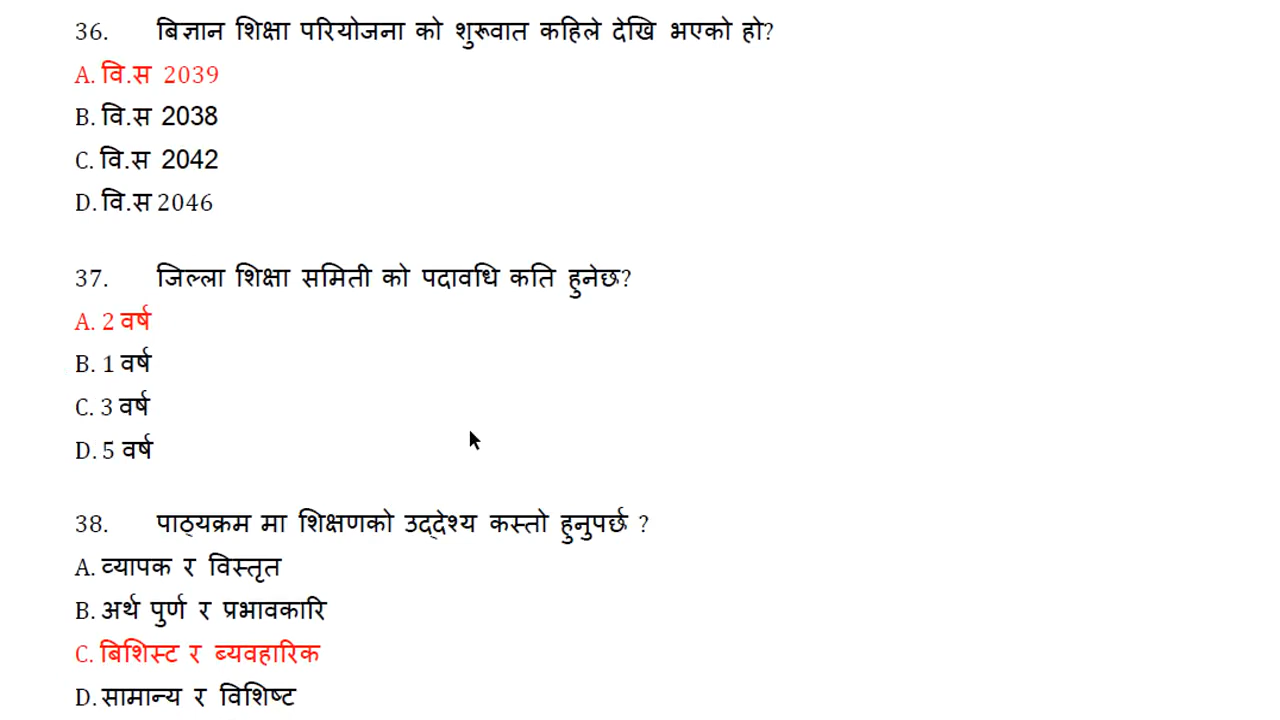 36. बिज्ञान शिक्षा परियोजना को शुरूवात कहिले देखि भएको हो?
A. वि.स 2039
B. वि.स 2038
C. वि.स 2042
D. वि.स 2046
37. जिल्ला शिक्षा समिती को पदावधि कति हुनेछ?
A. 2 वर्ष
B. 1 वर्ष
C. 3 वर्ष
D. 5 वर्ष
38. पाठ्यक्रम मा शिक्षणको उद्देश्य कस्तो हुनुपर्छ ?
A. व्यापक र विस्तृत
B. अर्थ पुर्ण र प्रभावकारि
C. बिशिस्ट र ब्यवहारिक
D. सामान्य र विशिष्ट